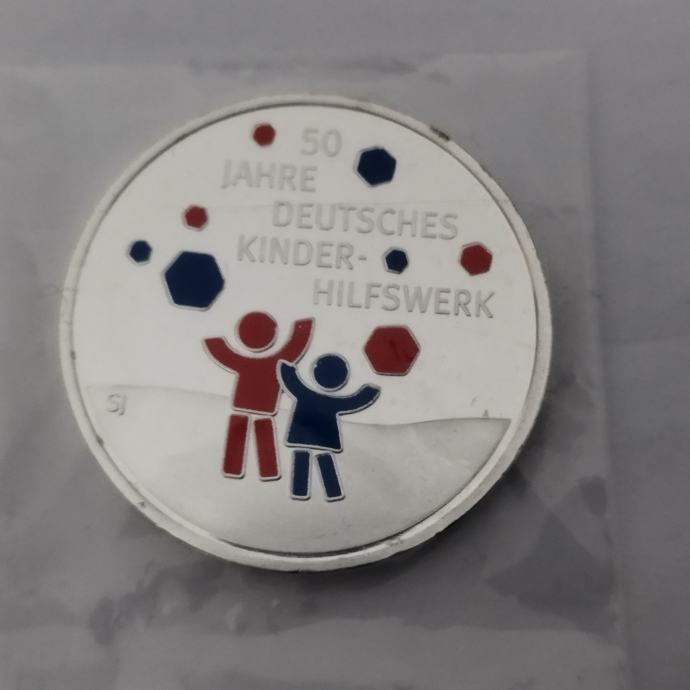 50
JAHRE
DEUTSCHES
KINDER-
HILFSWERK
SJ